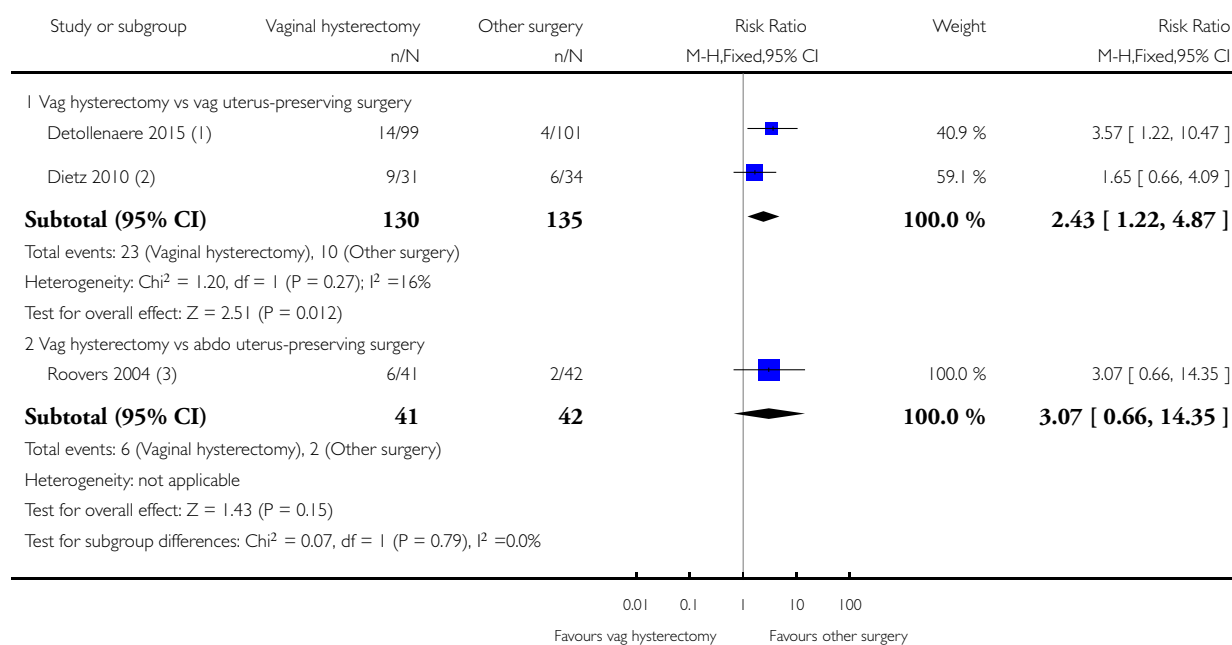 Study or subgroup Vaginal hysterectomy Other surgery Risk Ratio Weight Risk Ratio
n/N n/N M-H,Fixed,95% CI M-H,Fixed,95% CI
1 Vag hysterectomy vs vag uterus-preserving surgery
Detollenaere 2015 (1) 14/99 4/101 40.9 % 3.57 [ 1.22, 10.47 ]
Dietz 2010 (2) 9/31 6/34 59.1 % 1.65 [ 0.66, 4.09 ]
Subtotal (95% CI) 130 135 100.0 % 2.43 [ 1.22, 4.87 ]
Total events: 23 (Vaginal hysterectomy), 10 (Other surgery)
Heterogeneity: Chi² = 1.20, df = 1 (P = 0.27); I² =16%
Test for overall effect: Z = 2.51 (P = 0.012)
2 Vag hysterectomy vs abdo uterus-preserving surgery
Roovers 2004 (3) 6/41 2/42 100.0 % 3.07 [ 0.66, 14.35 ]
Subtotal (95% CI) 41 42 100.0 % 3.07 [ 0.66, 14.35 ]
Total events: 6 (Vaginal hysterectomy), 2 (Other surgery)
Heterogeneity: not applicable
Test for overall effect: Z = 1.43 (P = 0.15)
Test for subgroup differences: Chi² = 0.07, df = 1 (P = 0.79), I² =0.0%
0.01 0.1 1 10 100
Favours vag hysterectomy Favours other surgery